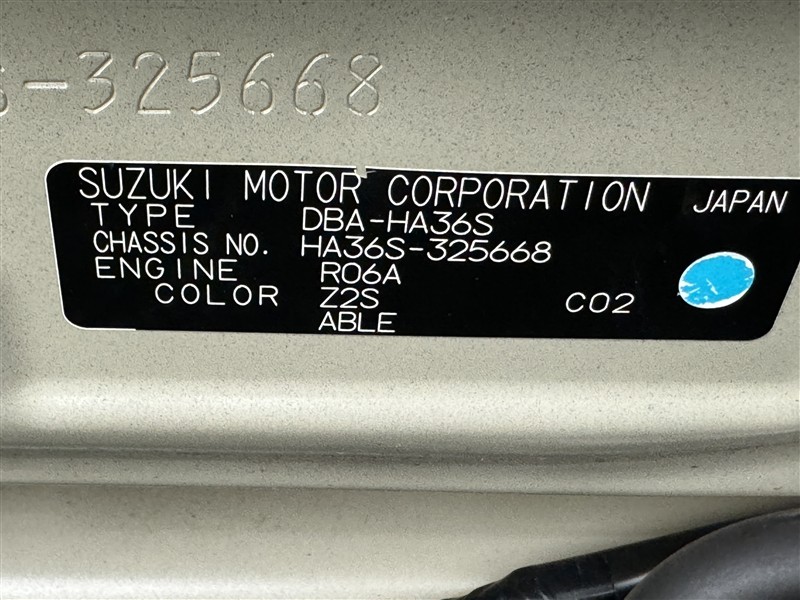 -325668
SUZUKI MOTOR CORPORATION JAPAN
TYPE DBA-HA36S
CHASSIS NO. HA36S-325668
ENGINE R06A
COLOR Z2S C02
ABLE